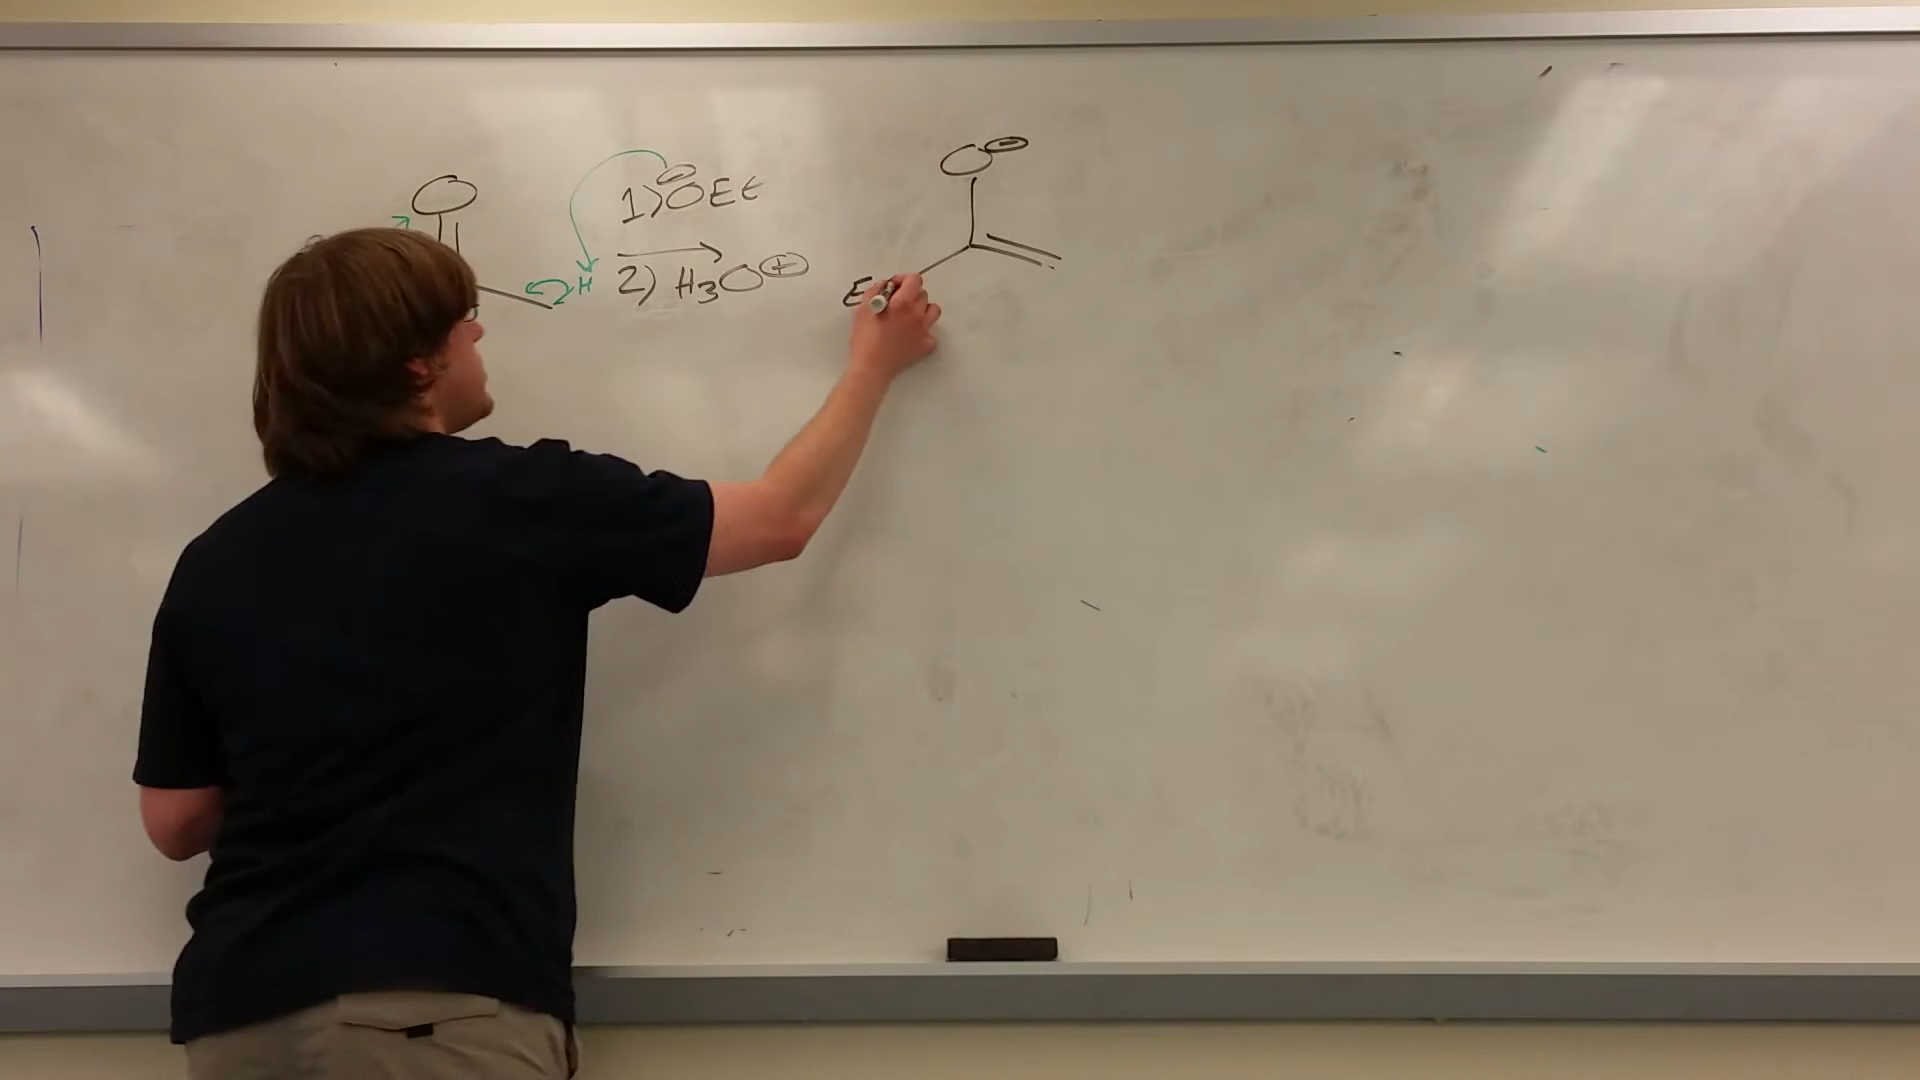 O
1) ⊖OEt
H
2) H3O⊕
O⊖
E